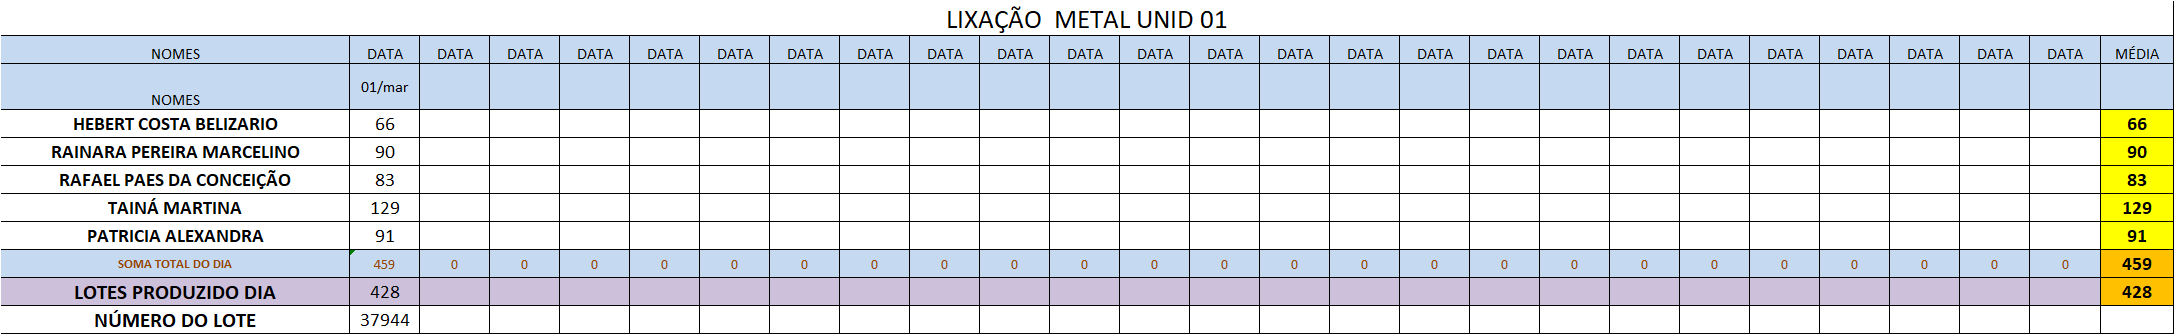 LIXAÇÃO  METAL UNID 01
NOMES DATA DATA DATA DATA DATA DATA DATA DATA DATA DATA DATA DATA DATA DATA DATA DATA DATA DATA DATA DATA DATA DATA DATA DATA DATA MÉDIA
NOMES 01/mar
HEBERT COSTA BELIZARIO 66 66
RAINARA PEREIRA MARCELINO 90 90
RAFAEL PAES DA CONCEIÇÃO 83 83
TAINÁ MARTINA 129 129
PATRICIA ALEXANDRA 91 91
SOMA TOTAL DO DIA 459 0 0 0 0 0 0 0 0 0 0 0 0 0 0 0 0 0 0 0 0 0 0 0 0 459
LOTES PRODUZIDO DIA 428 428
NÚMERO DO LOTE 37944